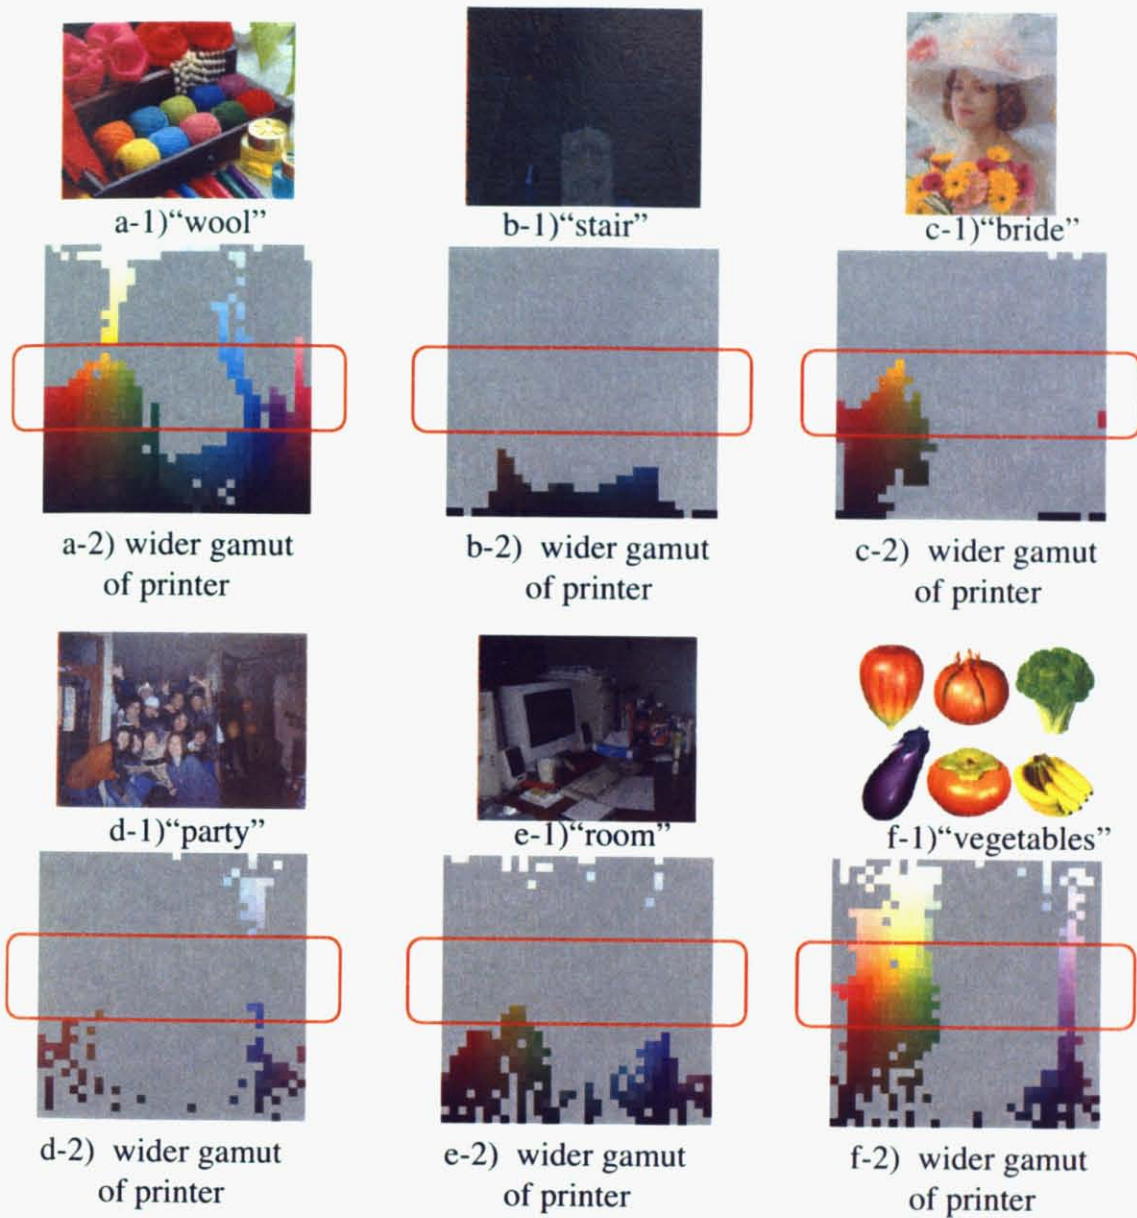 a-1)“wool”
b-1)“stair”
c-1)“bride”
a-2) wider gamut
of printer
b-2) wider gamut
of printer
c-2) wider gamut
of printer
d-1)“party”
e-1)“room”
f-1)“vegetables”
d-2) wider gamut
of printer
e-2) wider gamut
of printer
f-2) wider gamut
of printer